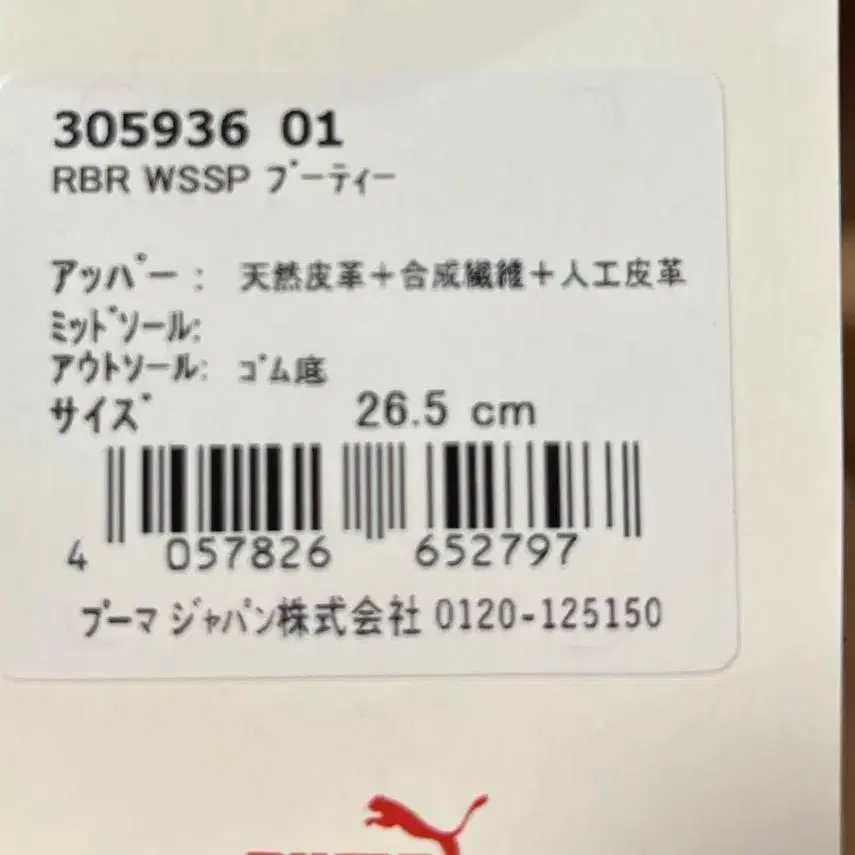 305936 01
RBR WSSP ブーティー
アッパー: 天然皮革+合成繊維+人工皮革
ミッドソール:
アウトソール: ゴム底
サイズ 26.5 cm
4 057826 652797
プーマ ジャパン株式会社 0120-125150